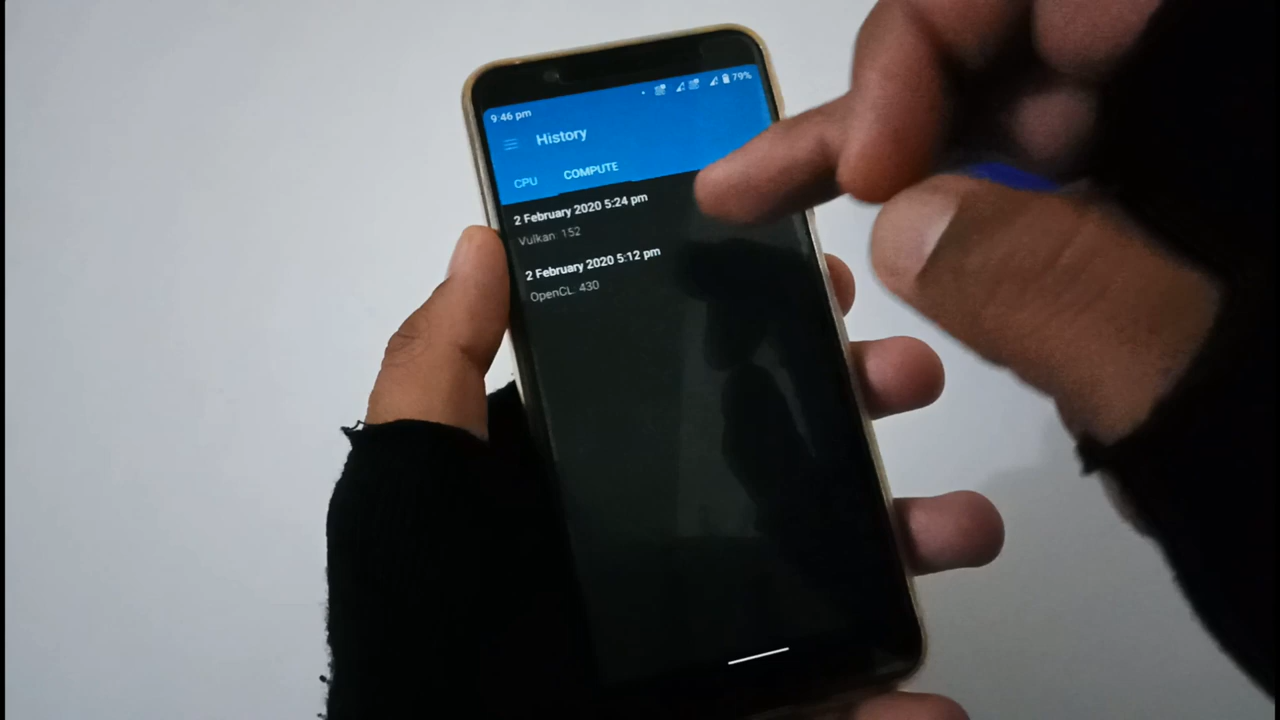 9:46 pm 79%
History
CPU COMPUTE
2 February 2020 5:24 pm
Vulkan: 152
2 February 2020 5:12 pm
OpenCL: 430